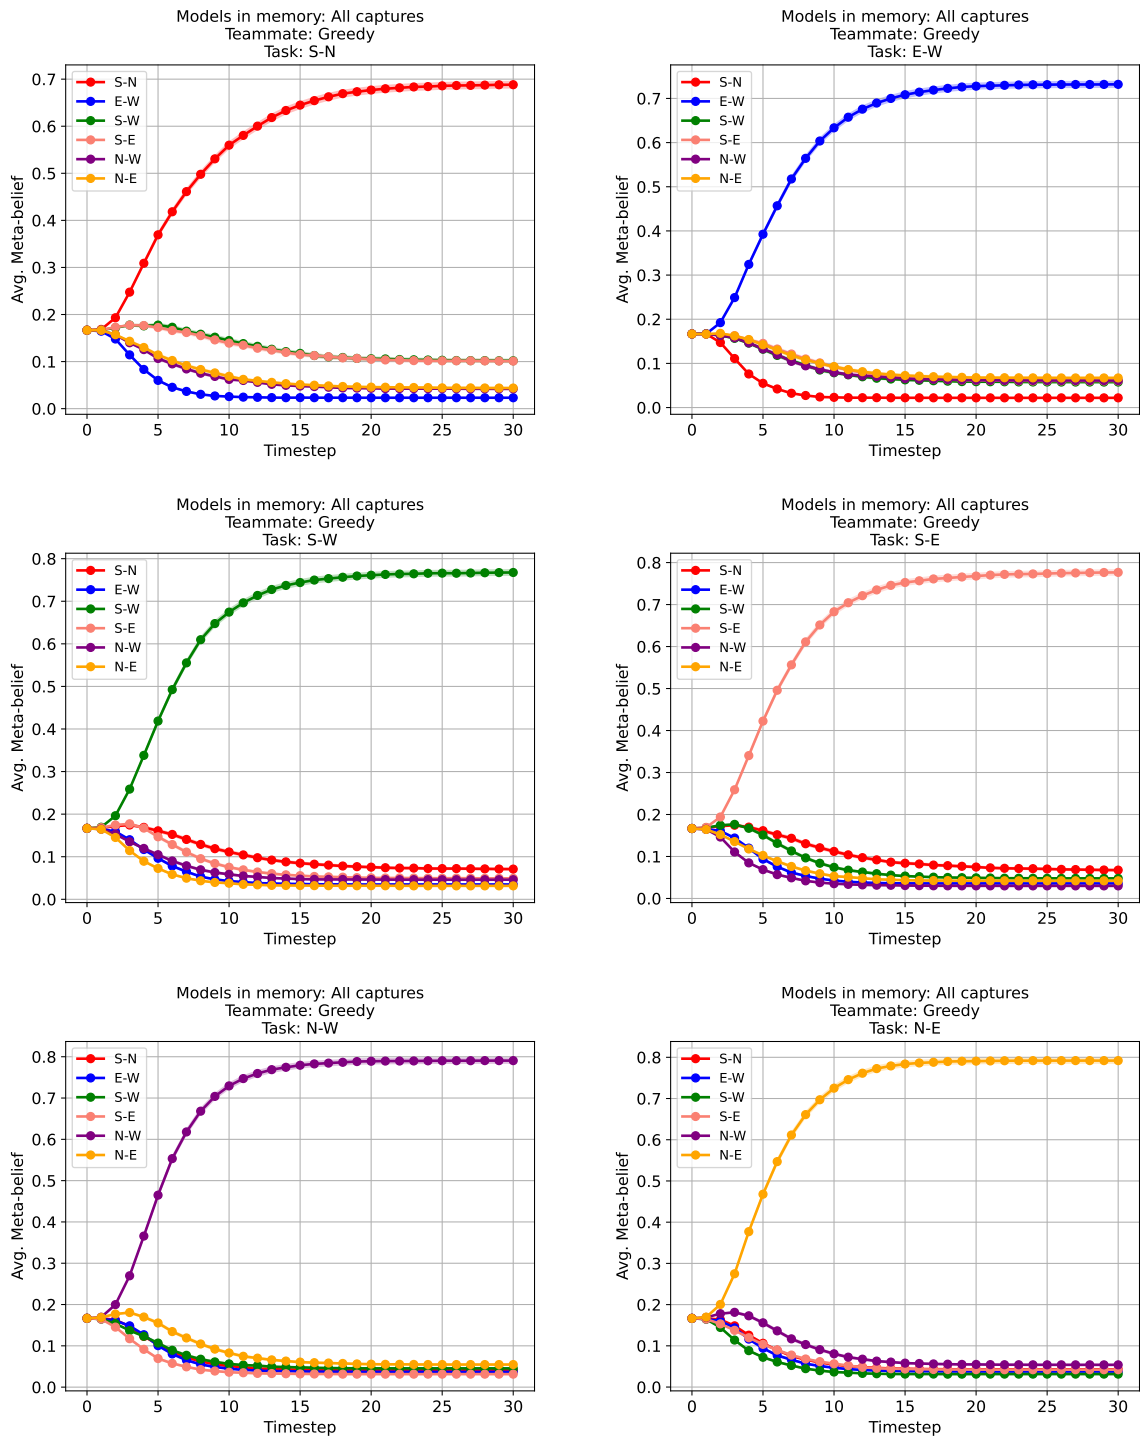 Models in memory: All captures
Teammate: Greedy
Task: S-N
Avg. Meta-belief
0.7
0.6
0.5
0.4
0.3
0.2
0.1
0.0
S-N
E-W
S-W
S-E
N-W
N-E
0 5 10 15 20 25 30
Timestep
Models in memory: All captures
Teammate: Greedy
Task: E-W
Avg. Meta-belief
0.7
0.6
0.5
0.4
0.3
0.2
0.1
0.0
S-N
E-W
S-W
S-E
N-W
N-E
0 5 10 15 20 25 30
Timestep
Models in memory: All captures
Teammate: Greedy
Task: S-W
Avg. Meta-belief
0.8
0.7
0.6
0.5
0.4
0.3
0.2
0.1
0.0
S-N
E-W
S-W
S-E
N-W
N-E
0 5 10 15 20 25 30
Timestep
Models in memory: All captures
Teammate: Greedy
Task: S-E
Avg. Meta-belief
0.8
0.7
0.6
0.5
0.4
0.3
0.2
0.1
0.0
S-N
E-W
S-W
S-E
N-W
N-E
0 5 10 15 20 25 30
Timestep
Models in memory: All captures
Teammate: Greedy
Task: N-W
Avg. Meta-belief
0.8
0.7
0.6
0.5
0.4
0.3
0.2
0.1
0.0
S-N
E-W
S-W
S-E
N-W
N-E
0 5 10 15 20 25 30
Timestep
Models in memory: All captures
Teammate: Greedy
Task: N-E
Avg. Meta-belief
0.8
0.7
0.6
0.5
0.4
0.3
0.2
0.1
0.0
S-N
E-W
S-W
S-E
N-W
N-E
0 5 10 15 20 25 30
Timestep